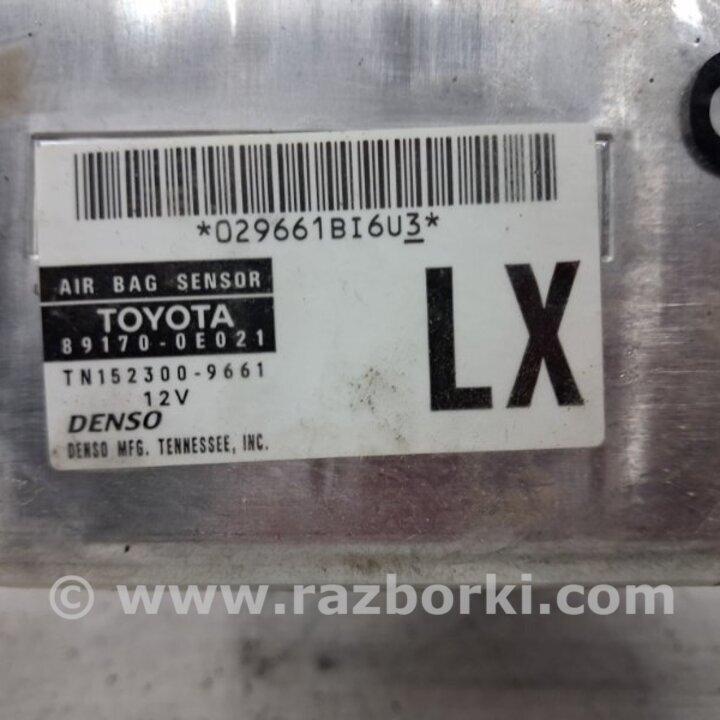 *029661BI6U3*
AIR BAG SENSOR
TOYOTA
89170-0E021
TN152300-9661
12V
DENSO
DENSO MFG. TENNESSEE, INC.
LX
© www.razborki.com